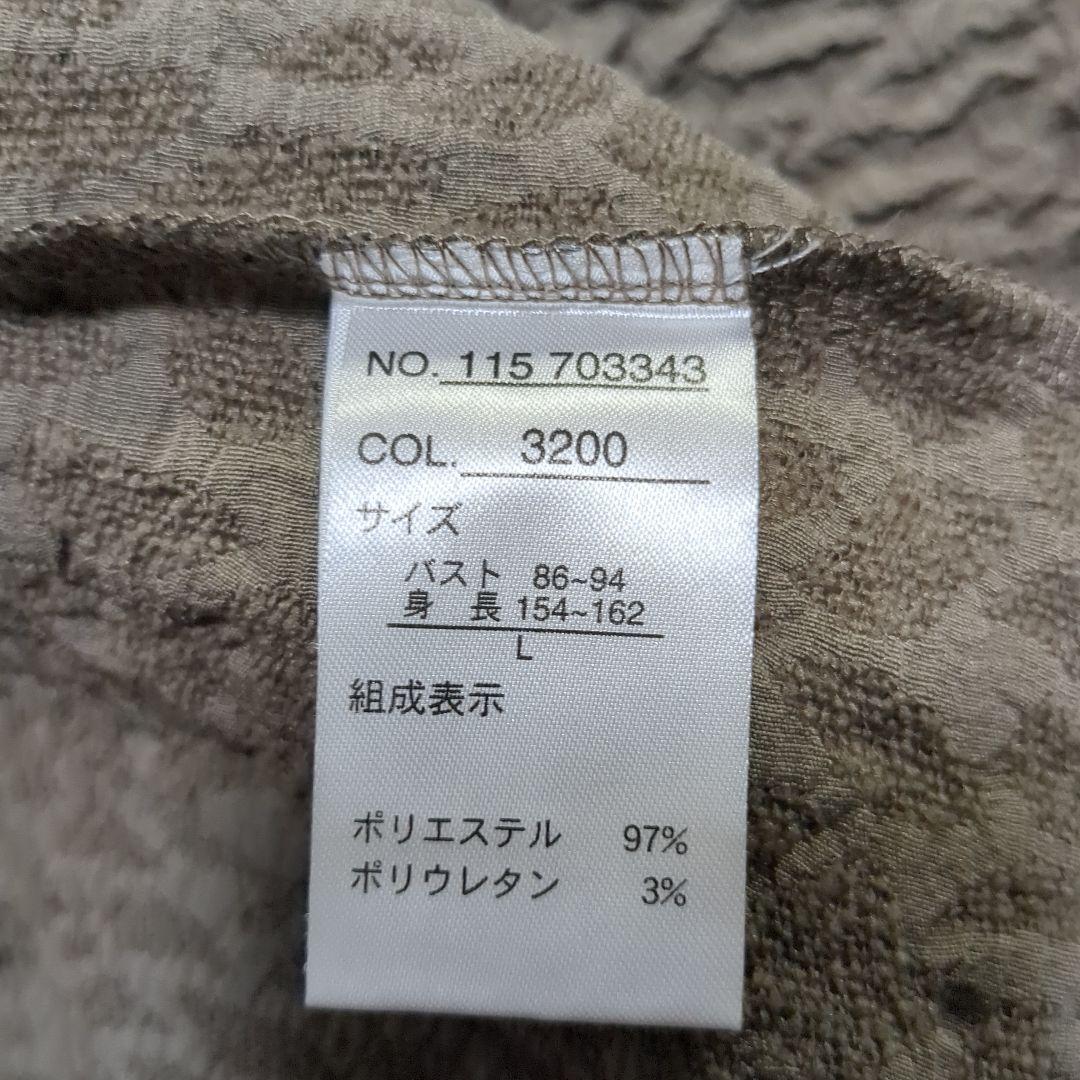 NO. 115 703343
COL. 3200
サイズ
バスト 86~94
身 長 154~162
L
組成表示
ポリエステル 97%
ポリウレタン 3%